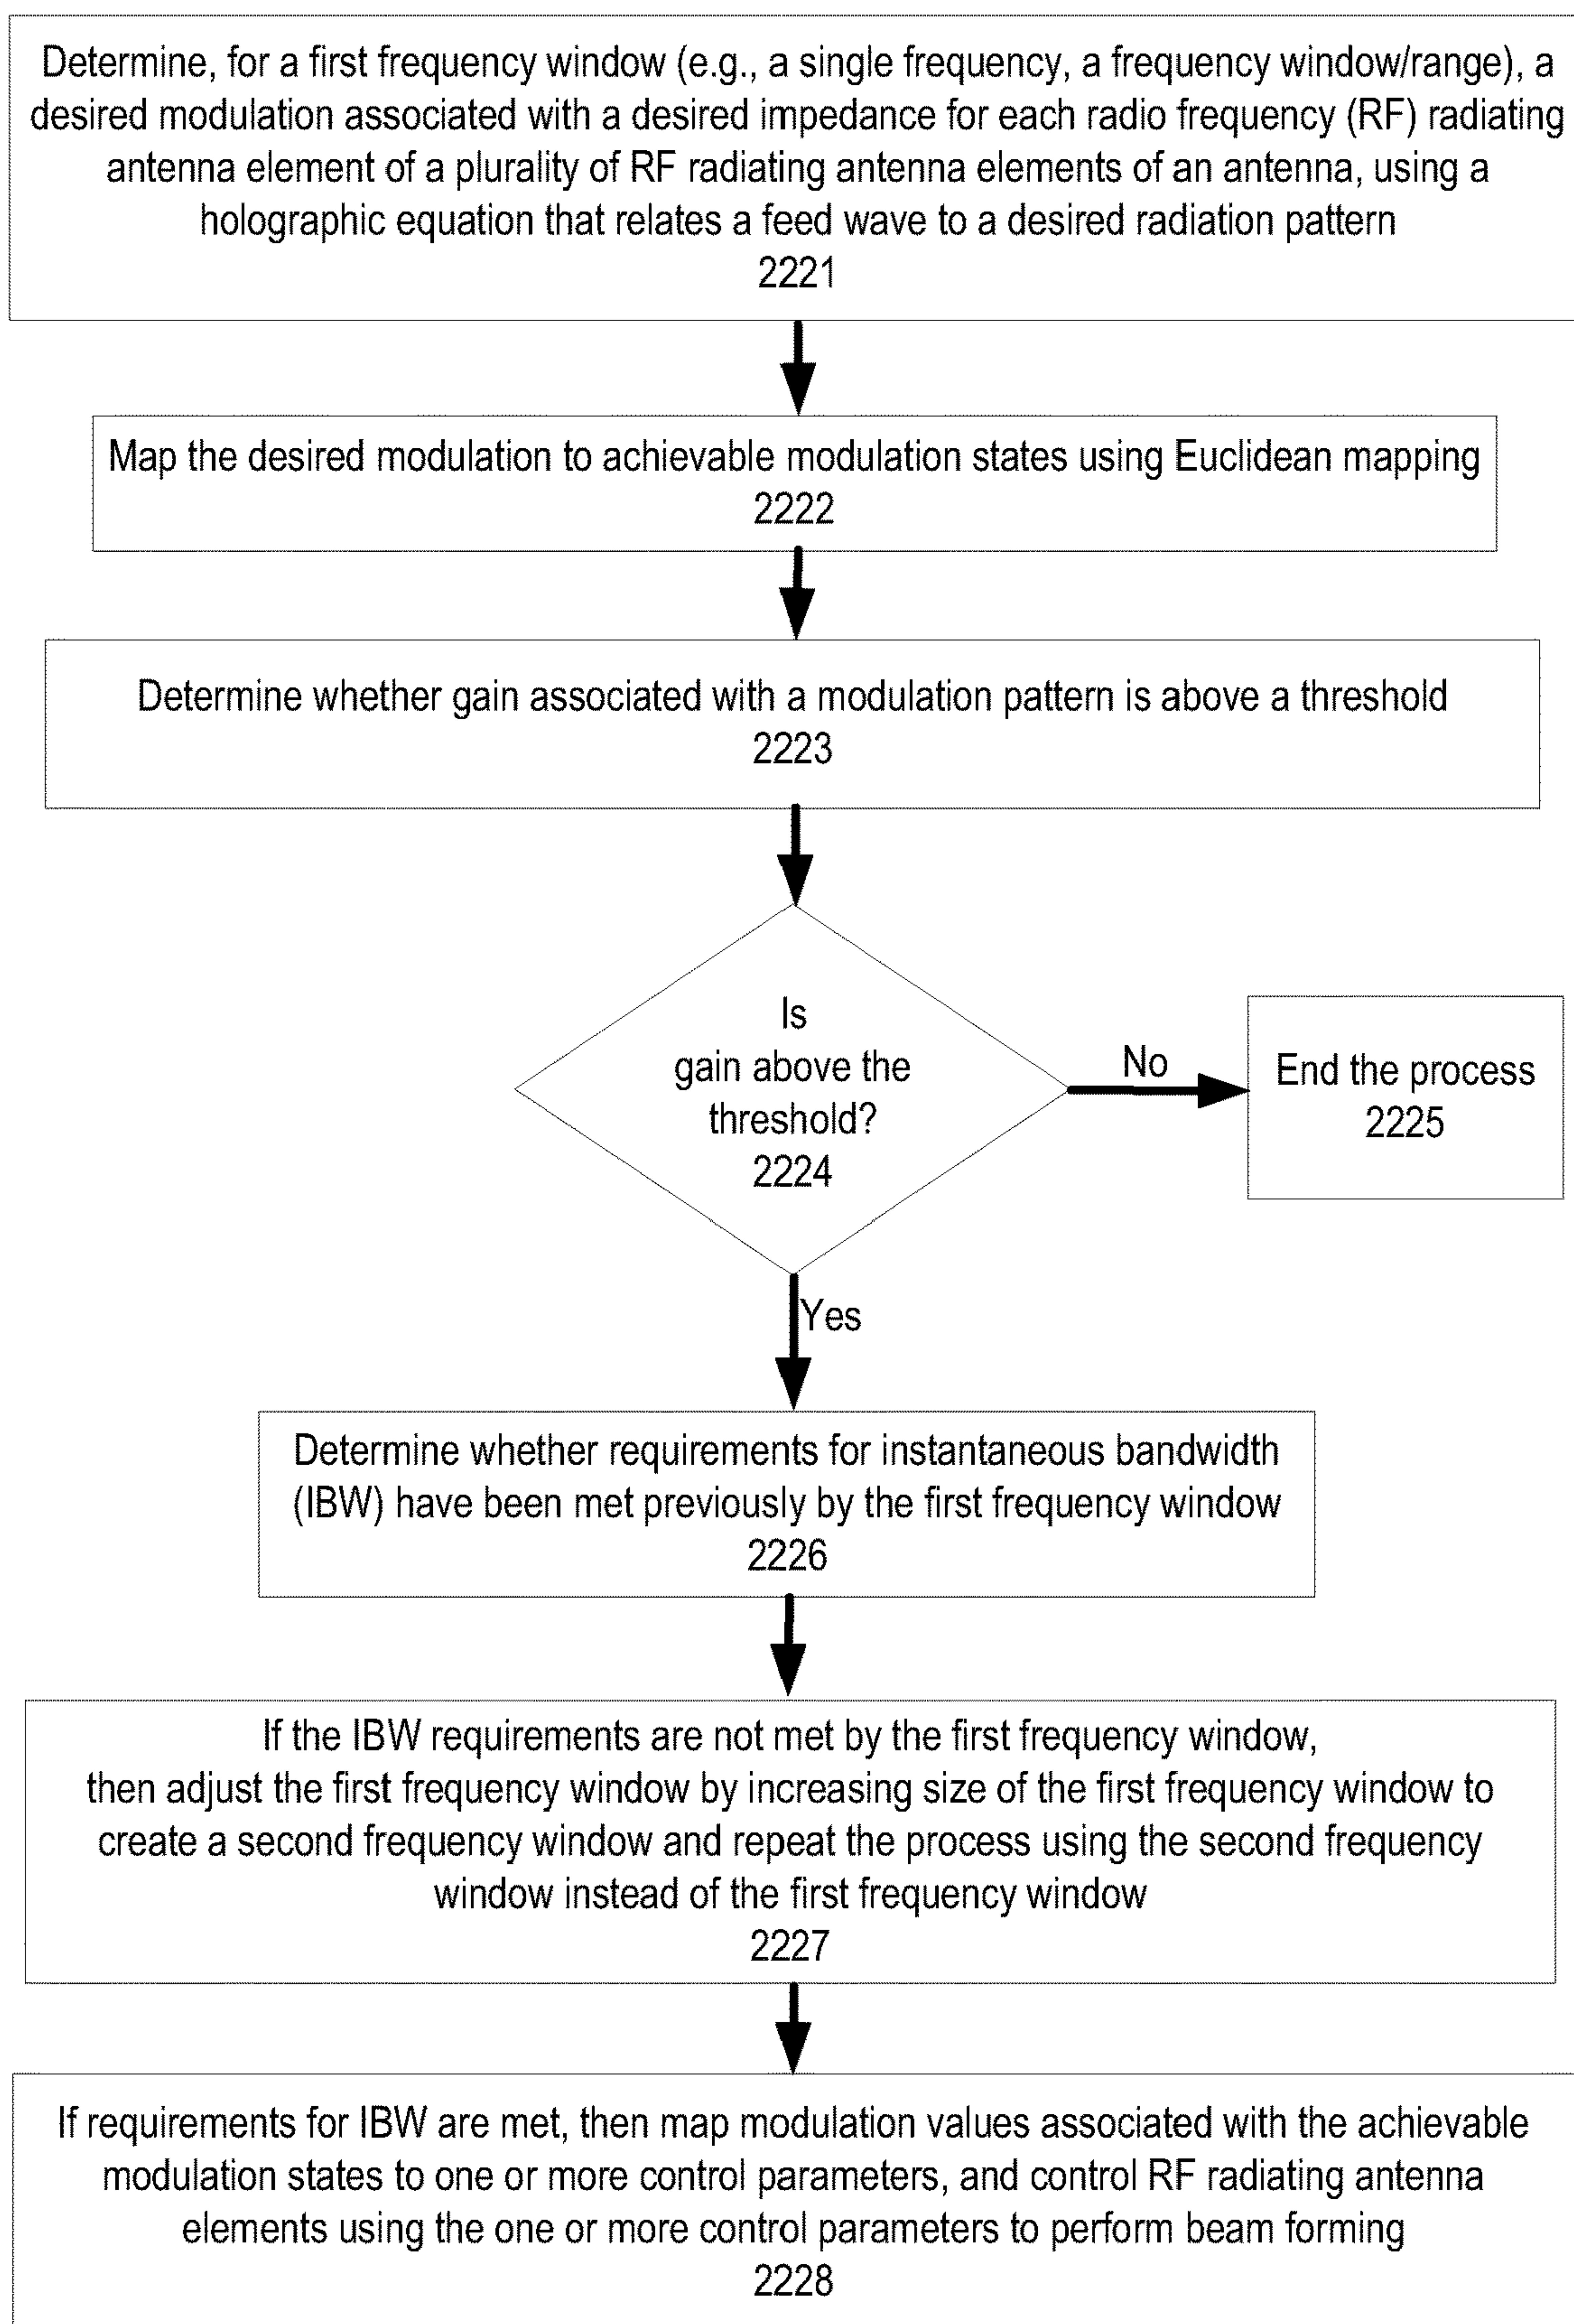 Determine, for a first frequency window (e.g., a single frequency, a frequency window/range), a
desired modulation associated with a desired impedance for each radio frequency (RF) radiating
antenna element of a plurality of RF radiating antenna elements of an antenna, using a
holographic equation that relates a feed wave to a desired radiation pattern
2221
Map the desired modulation to achievable modulation states using Euclidean mapping
2222
Determine whether gain associated with a modulation pattern is above a threshold
2223
Is
gain above the
threshold?
2224
No
End the process
2225
Yes
Determine whether requirements for instantaneous bandwidth
(IBW) have been met previously by the first frequency window
2226
If the IBW requirements are not met by the first frequency window,
then adjust the first frequency window by increasing size of the first frequency window to
create a second frequency window and repeat the process using the second frequency
window instead of the first frequency window
2227
If requirements for IBW are met, then map modulation values associated with the achievable
modulation states to one or more control parameters, and control RF radiating antenna
elements using the one or more control parameters to perform beam forming
2228